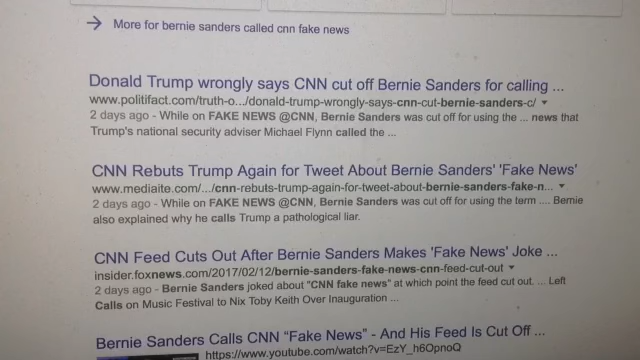 → More for bernie sanders called cnn fake news
Donald Trump wrongly says CNN cut off Bernie Sanders for calling ...
www.politifact.com/truth-o.../donald-trump-wrongly-says-cnn-cut-bernie-sanders-c/ ▼
2 days ago - While on FAKE NEWS @CNN, Bernie Sanders was cut off for using the ... news that
Trump's national security adviser Michael Flynn called the ...
CNN Rebuts Trump Again for Tweet About Bernie Sanders' 'Fake News'
www.mediaite.com/.../cnn-rebuts-trump-again-for-tweet-about-bernie-sanders-fake-n... ▼
2 days ago - While on FAKE NEWS @CNN, Bernie Sanders was cut off for using the term .... Bernie
also explained why he calls Trump a pathological liar.
CNN Feed Cuts Out After Bernie Sanders Makes 'Fake News' Joke ...
insider.foxnews.com/2017/02/12/bernie-sanders-fake-news-cnn-feed-cut-out ▼
2 days ago - Bernie Sanders joked about "CNN fake news" at which point the feed cut out. ... Left
Calls on Music Festival to Nix Toby Keith Over Inauguration ...
Bernie Sanders Calls CNN “Fake News” - And His Feed Is Cut Off ...
https://www.youtube.com/watch?v=EzY_h6OpnoQ